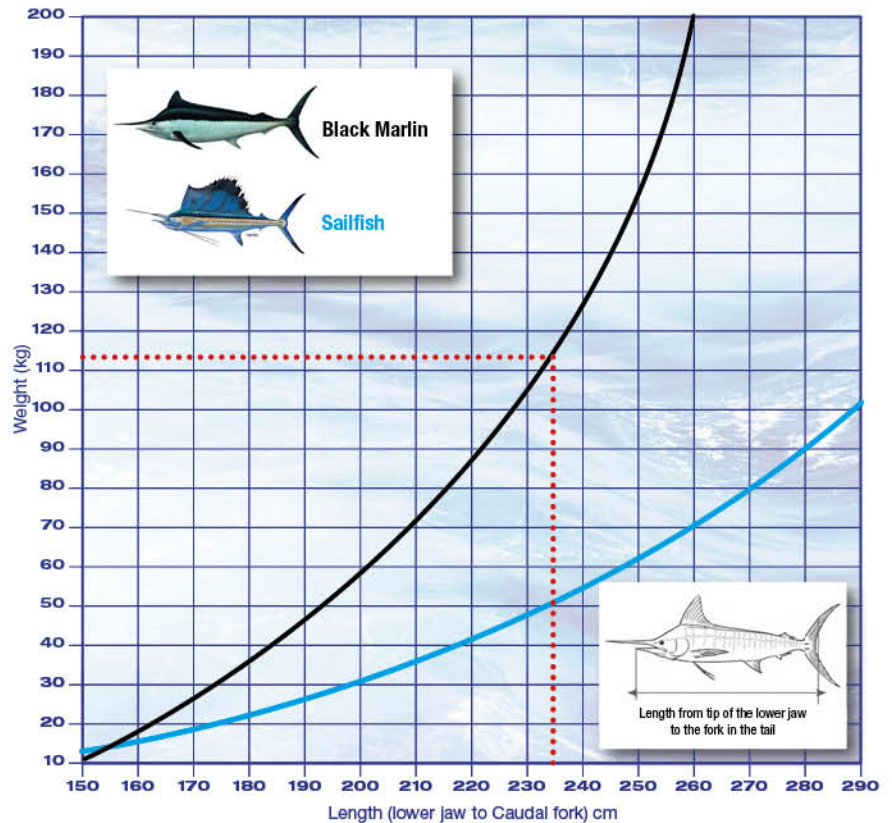 200
190
180
170
160
150
140
130
120
110
100
90
80
70
60
50
40
30
20
10
Weight (kg)
Black Marlin
Sailfish
Length from tip of the lower jaw
to the fork in the tail
150 160 170 180 190 200 210 220 230 240 250 260 270 280 290
Length (lower jaw to Caudal fork) cm